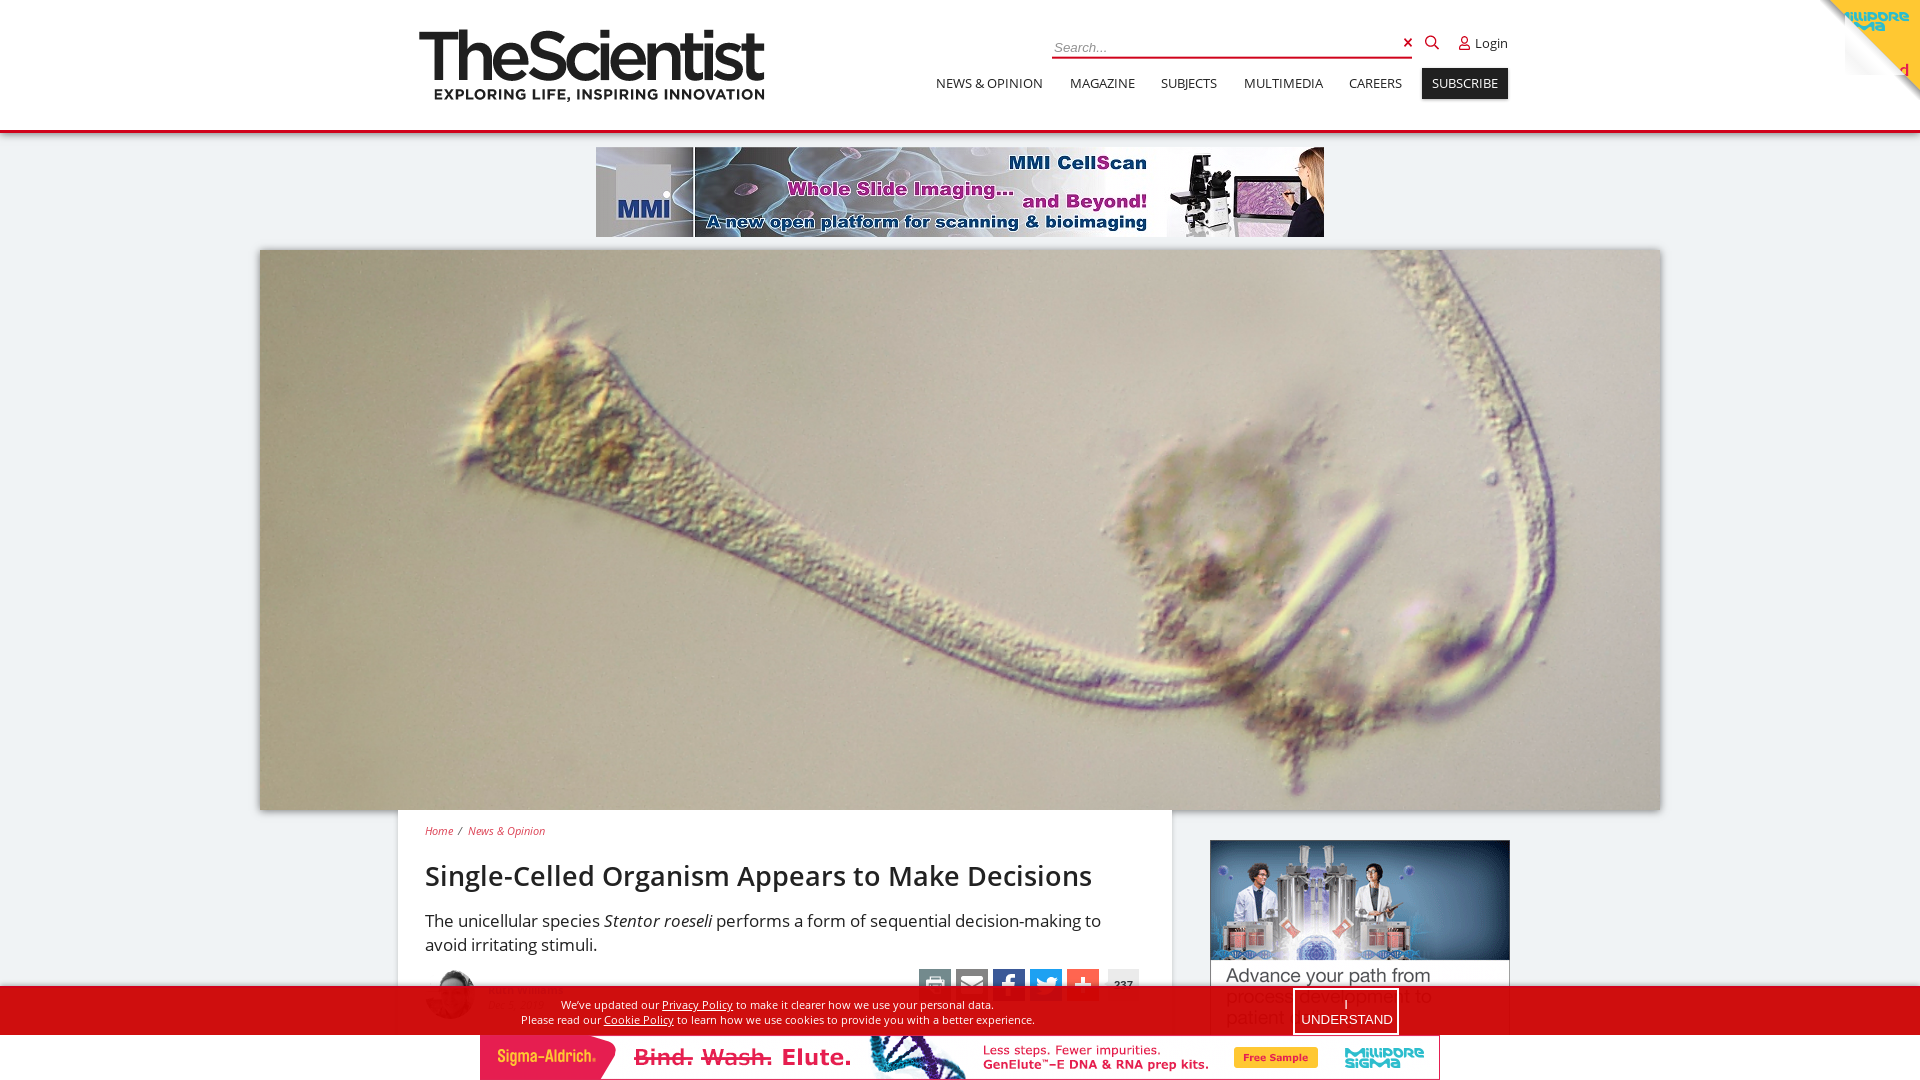 TheScientist
EXPLORING LIFE, INSPIRING INNOVATION
Search...
Login
NEWS & OPINION
MAGAZINE
SUBJECTS
MULTIMEDIA
CAREERS
SUBSCRIBE
MMI
MMI CellScan
Whole Slide Imaging...
and Beyond!
A new open platform for scanning & bioimaging
Home / News & Opinion
Single-Celled Organism Appears to Make Decisions
The unicellular species Stentor roeseli performs a form of sequential decision-making to
avoid irritating stimuli.
237
Advance your path from
process development to
patient
We've updated our Privacy Policy to make it clearer how we use your personal data.
Please read our Cookie Policy to learn how we use cookies to provide you with a better experience.
I
UNDERSTAND
Sigma-Aldrich.
Bind. Wash. Elute.
Less steps. Fewer impurities.
GenElute™-E DNA & RNA prep kits.
Free Sample
MILLIPORE
SIGMA